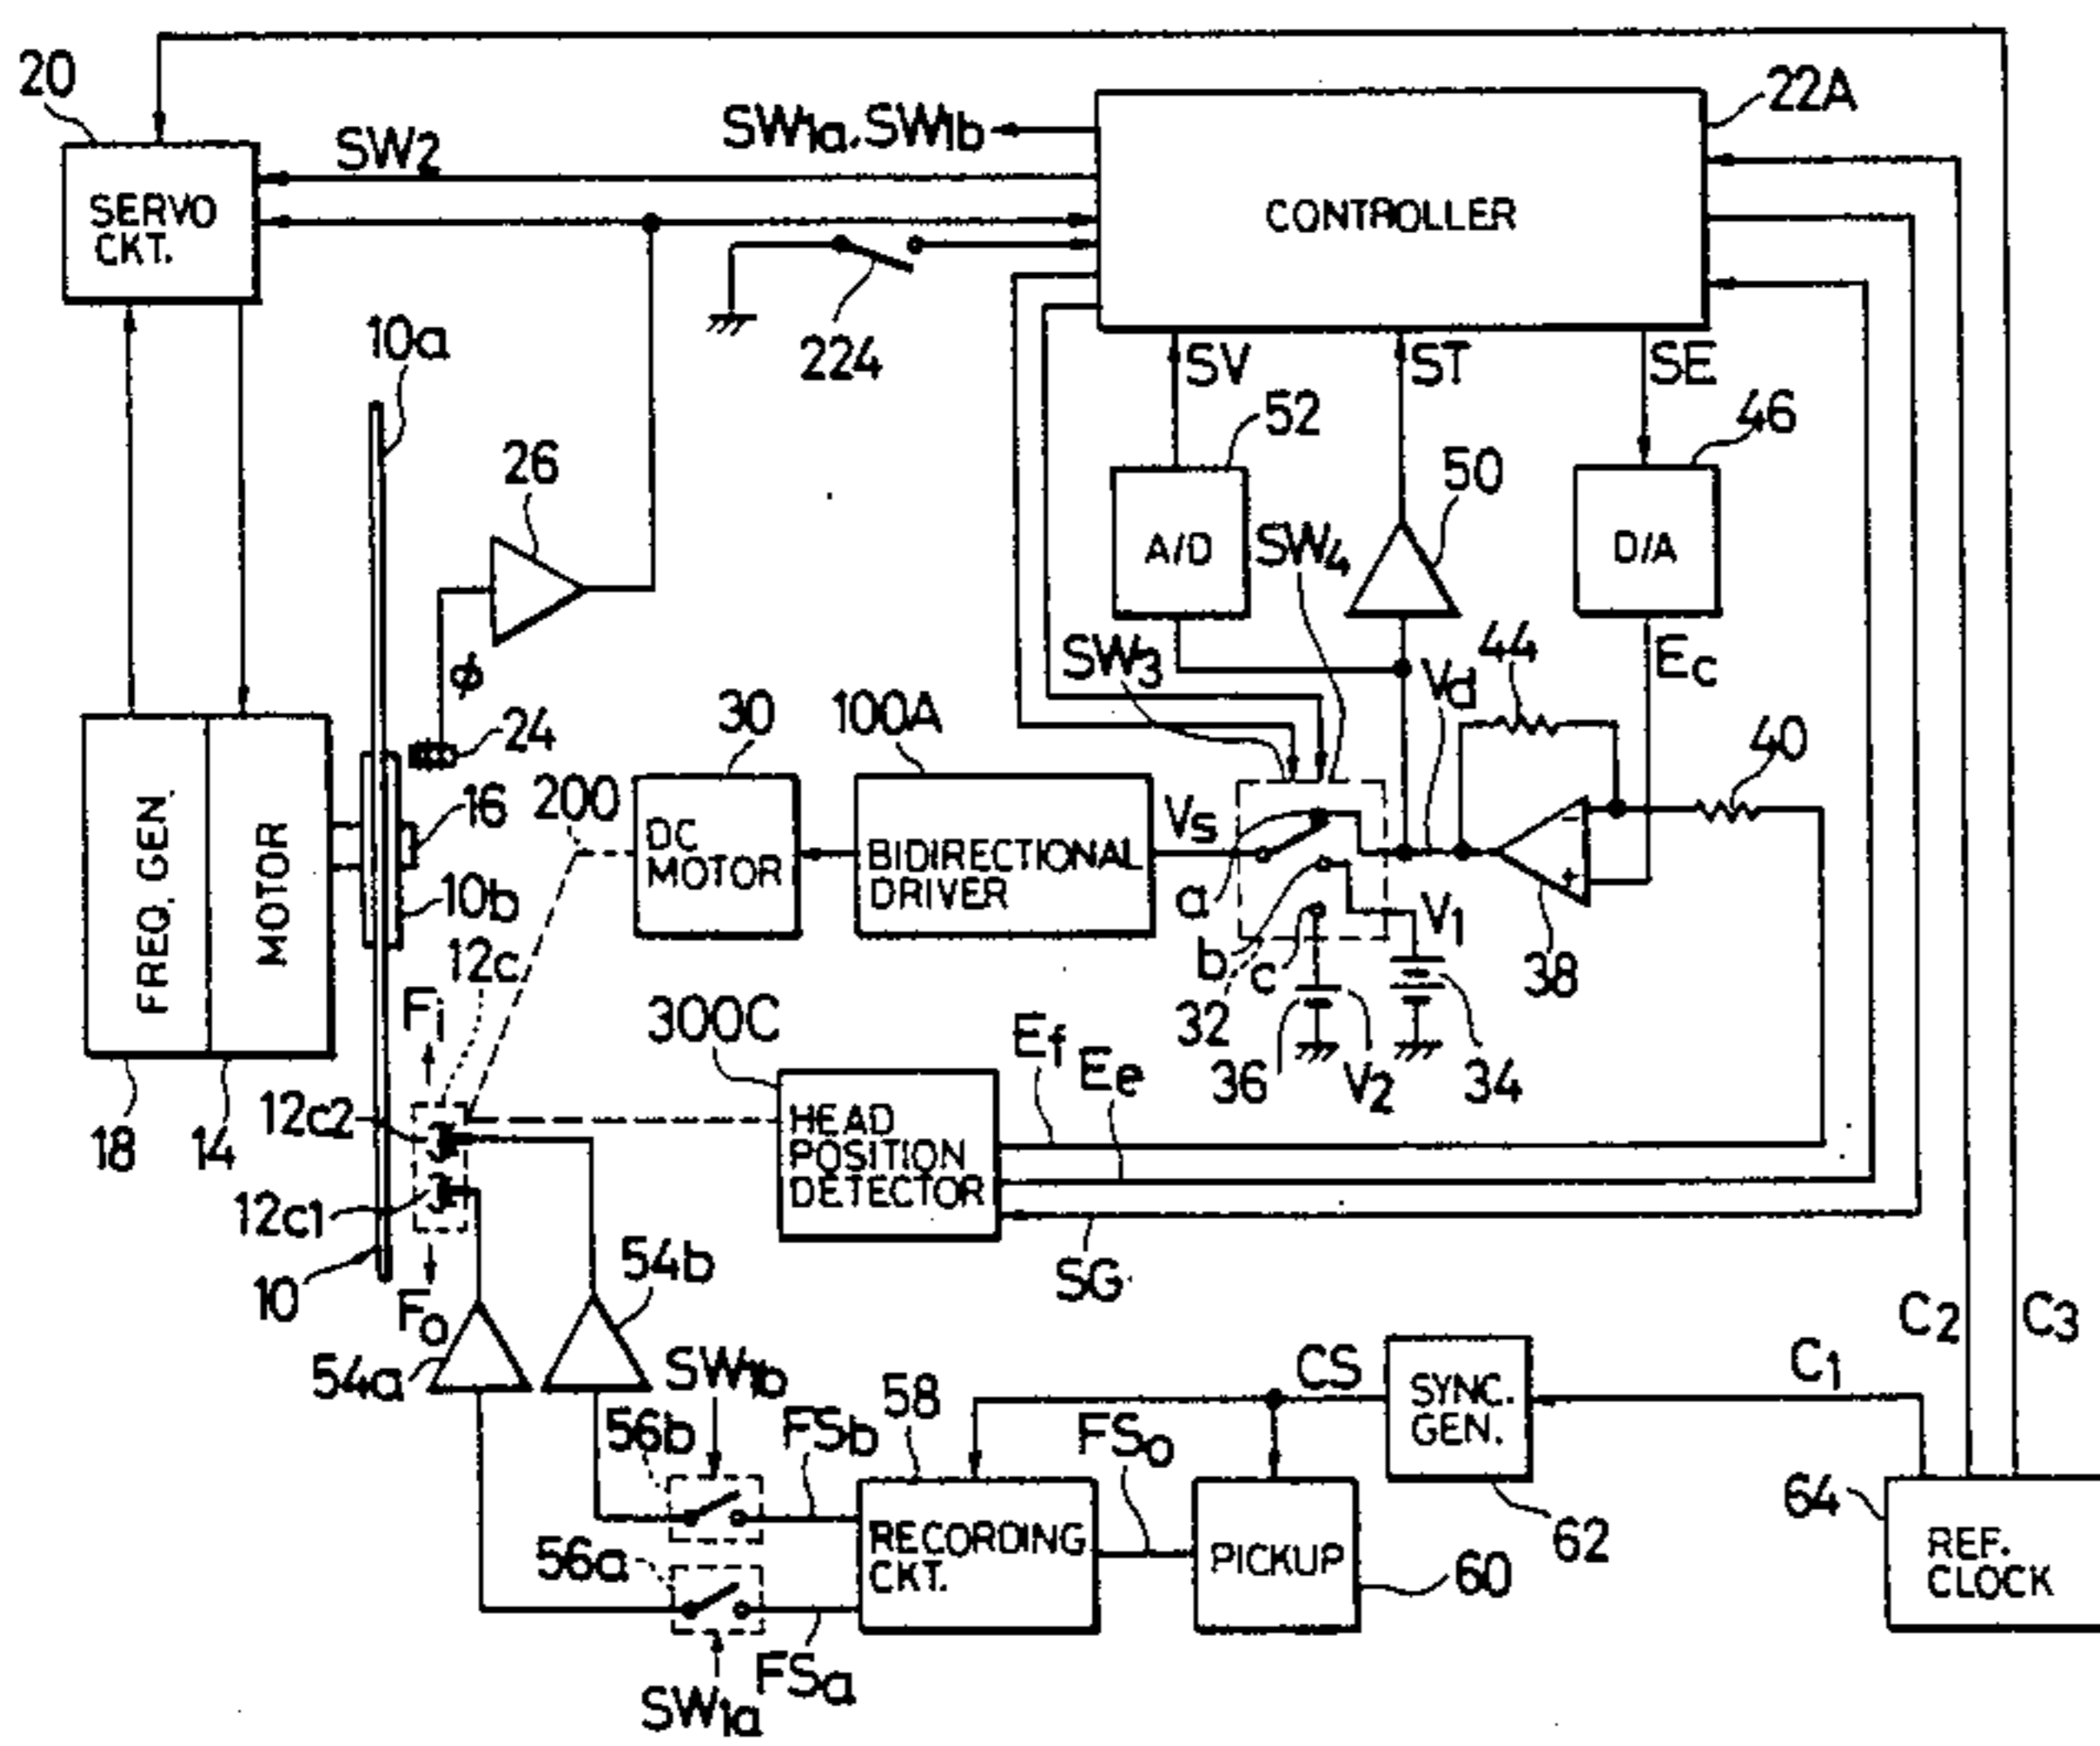 20
SW1a, SW1b
22A
SW2
SERVO
CKT.
CONTROLLER
10a
224
SV
ST
SE
52
46
26
50
A/D
SW4
D/A
44
SW3
Ec
φ
Vd
30
100A
24
40
200
16
Vs
FREQ. GEN.
MOTOR
DC
MOTOR
BIDIRECTIONAL
DRIVER
10b
a
V1
12c
b
c
38
Fi
300C
32
Ef
36
V2
34
Ee
12c2
18
14
HEAD
POSITION
DETECTOR
12c1
54b
10
Fo
SG
C2
C3
54a
SW1b
CS
C1
58
SYNC.
GEN.
56b
FSb
FSo
64
56a
RECORDING
CKT.
PICKUP
62
60
REF.
CLOCK
FSa
SW1a